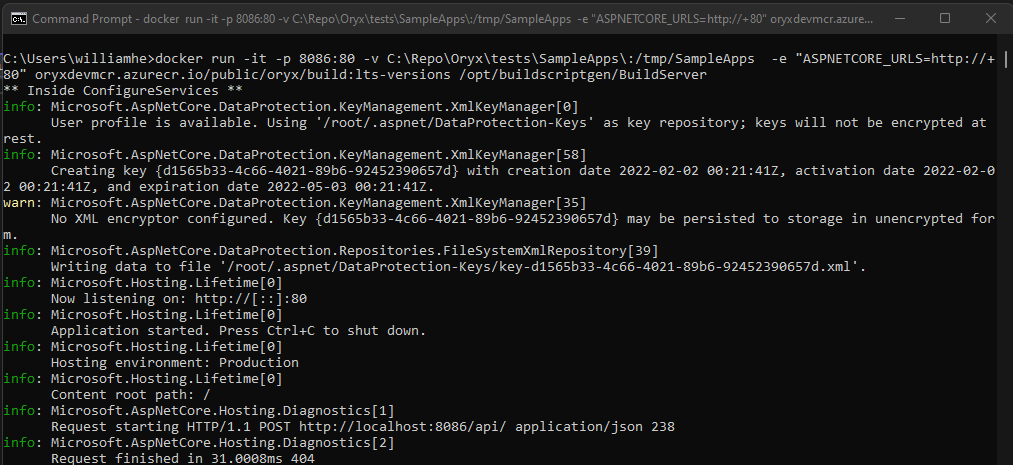 Command Prompt - docker run -it -p 8086:80 -v C:\Repo\Oryx\tests\SampleApps\:/tmp/SampleApps -e "ASPNETCORE_URLS=http://+80" oryxdevmcr.azure...
C:\Users\williamhe>docker run -it -p 8086:80 -v C:\Repo\Oryx\tests\SampleApps\:/tmp/SampleApps  -e "ASPNETCORE_URLS=http://+
80" oryxdevmcr.azurecr.io/public/oryx/build:lts-versions /opt/buildscriptgen/BuildServer
** Inside ConfigureServices **
info: Microsoft.AspNetCore.DataProtection.KeyManagement.XmlKeyManager[0]
      User profile is available. Using '/root/.aspnet/DataProtection-Keys' as key repository; keys will not be encrypted at
rest.
info: Microsoft.AspNetCore.DataProtection.KeyManagement.XmlKeyManager[58]
      Creating key {d1565b33-4c66-4021-89b6-92452390657d} with creation date 2022-02-02 00:21:41Z, activation date 2022-02-0
2 00:21:41Z, and expiration date 2022-05-03 00:21:41Z.
warn: Microsoft.AspNetCore.DataProtection.KeyManagement.XmlKeyManager[35]
      No XML encryptor configured. Key {d1565b33-4c66-4021-89b6-92452390657d} may be persisted to storage in unencrypted for
m.
info: Microsoft.AspNetCore.DataProtection.Repositories.FileSystemXmlRepository[39]
      Writing data to file '/root/.aspnet/DataProtection-Keys/key-d1565b33-4c66-4021-89b6-92452390657d.xml'.
info: Microsoft.Hosting.Lifetime[0]
      Now listening on: http://[::]:80
info: Microsoft.Hosting.Lifetime[0]
      Application started. Press Ctrl+C to shut down.
info: Microsoft.Hosting.Lifetime[0]
      Hosting environment: Production
info: Microsoft.Hosting.Lifetime[0]
      Content root path: /
info: Microsoft.AspNetCore.Hosting.Diagnostics[1]
      Request starting HTTP/1.1 POST http://localhost:8086/api/ application/json 238
info: Microsoft.AspNetCore.Hosting.Diagnostics[2]
      Request finished in 31.0008ms 404